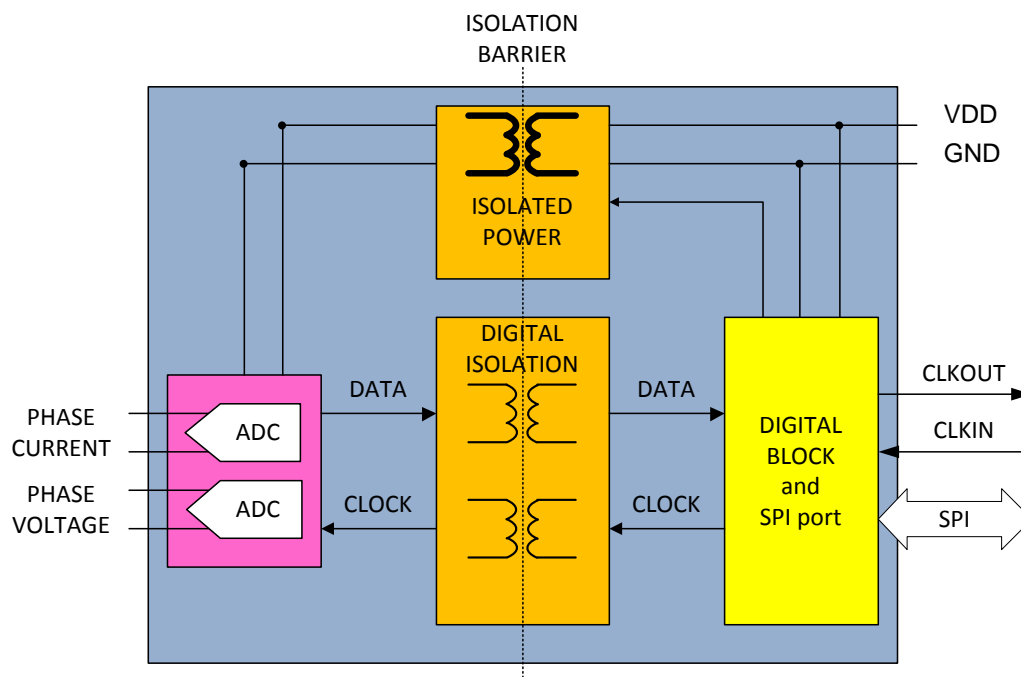 ISOLATION
BARRIER
VDD
GND
ISOLATED
POWER
DIGITAL
ISOLATION
DATA
DATA
CLKOUT
PHASE
CURRENT
ADC
CLKIN
DIGITAL
BLOCK
and
SPI port
PHASE
VOLTAGE
ADC
CLOCK
CLOCK
SPI